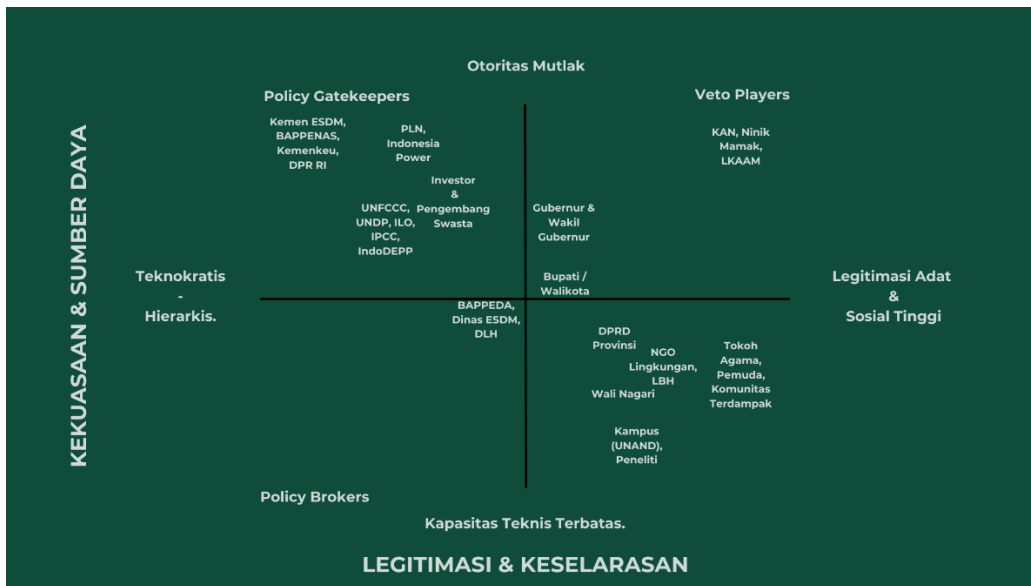 Otoritas Mutlak
Policy Gatekeepers
Veto Players
Kemen ESDM,
BAPPENAS,
Kemenkeu,
DPR RI
PLN,
Indonesia
Power
KAN, Ninik
Mamak,
LKAAM
Investor
&
Pengembang
Swasta
UNFCCC,
UNDP, ILO,
IPCC,
IndoDEPP
Gubernur &
Wakil
Gubernur
KEKUASAAN & SUMBER DAYA
Teknokratis
-
Hierarkis.
Bupati /
Walikota
Legitimasi Adat
&
Sosial Tinggi
BAPPEDA,
Dinas ESDM,
DLH
DPRD
Provinsi
NGO
Lingkungan,
LBH
Wali Nagari
Tokoh
Agama,
Pemuda,
Komunitas
Terdampak
Kampus
(UNAND),
Peneliti
Policy Brokers
Kapasitas Teknis Terbatas.
LEGITIMASI & KESELARASAN